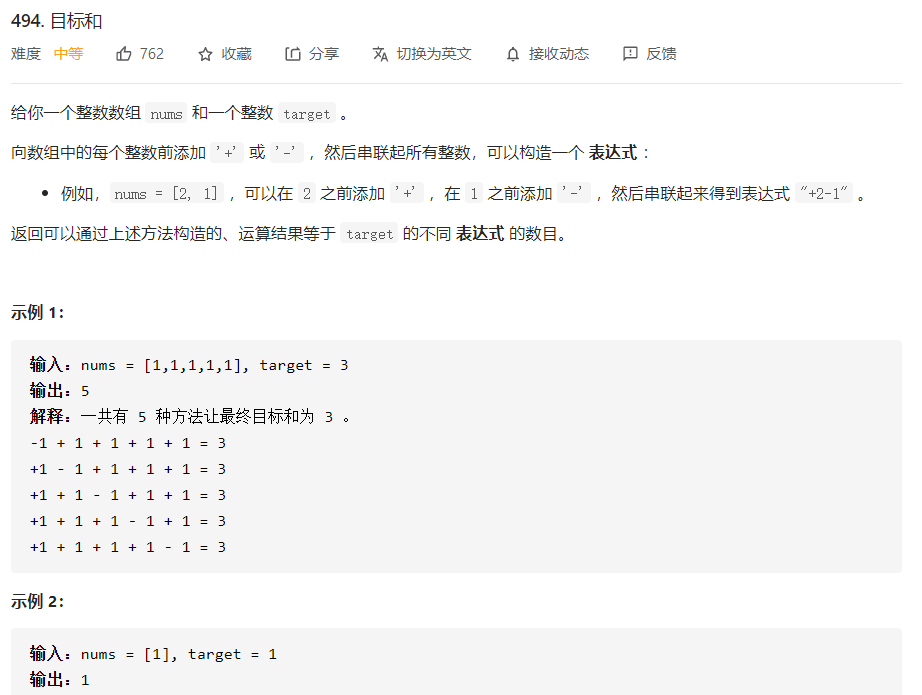 494. 目标和
难度 中等 762 收藏 分享 切换为英文 接收动态 反馈
给你一个整数数组 nums 和一个整数 target 。
向数组中的每个整数前添加 '+' 或 '-' ，然后串联起所有整数，可以构造一个 表达式 ：
• 例如，nums = [2, 1] ，可以在 2 之前添加 '+' ，在 1 之前添加 '-' ，然后串联起来得到表达式 "+2-1" 。
返回可以通过上述方法构造的、运算结果等于 target 的不同 表达式 的数目。
示例 1：
输入：nums = [1,1,1,1,1], target = 3
输出：5
解释：一共有 5 种方法让最终目标和为 3 。
-1 + 1 + 1 + 1 + 1 = 3
+1 - 1 + 1 + 1 + 1 = 3
+1 + 1 - 1 + 1 + 1 = 3
+1 + 1 + 1 - 1 + 1 = 3
+1 + 1 + 1 + 1 - 1 = 3
示例 2：
输入：nums = [1], target = 1
输出：1